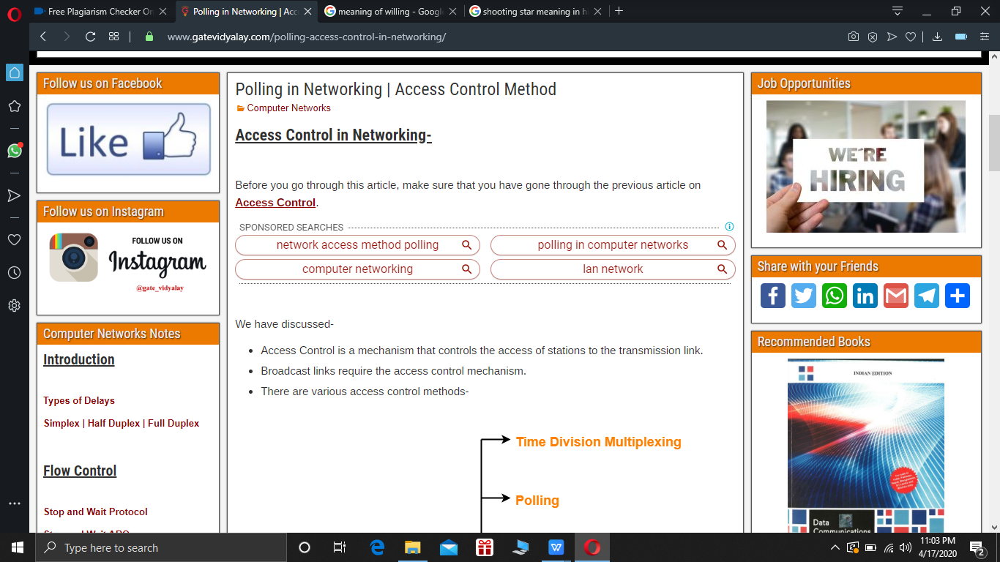 Free Plagiarism Checker On
Polling in Networking | Acc
meaning of willing - Googl
shooting star meaning in h
www.gatevidyalay.com/polling-access-control-in-networking/
Follow us on Facebook
Like
Follow us on Instagram
FOLLOW US ON
Instagram
@gate_vidyalay
Computer Networks Notes
Introduction
Types of Delays
Simplex | Half Duplex | Full Duplex
Flow Control
Stop and Wait Protocol
Stop and Wait ARQ
Polling in Networking | Access Control Method
Computer Networks
Access Control in Networking-
Before you go through this article, make sure that you have gone through the previous article on
Access Control.
SPONSORED SEARCHES
network access method polling
polling in computer networks
computer networking
lan network
We have discussed-
Access Control is a mechanism that controls the access of stations to the transmission link.
Broadcast links require the access control mechanism.
There are various access control methods-
Time Division Multiplexing
Polling
Job Opportunities
WE'RE
HIRING
Share with your Friends
Recommended Books
INDIAN EDITION
Data
Communications
Type here to search
11:03 PM
4/17/2020
2